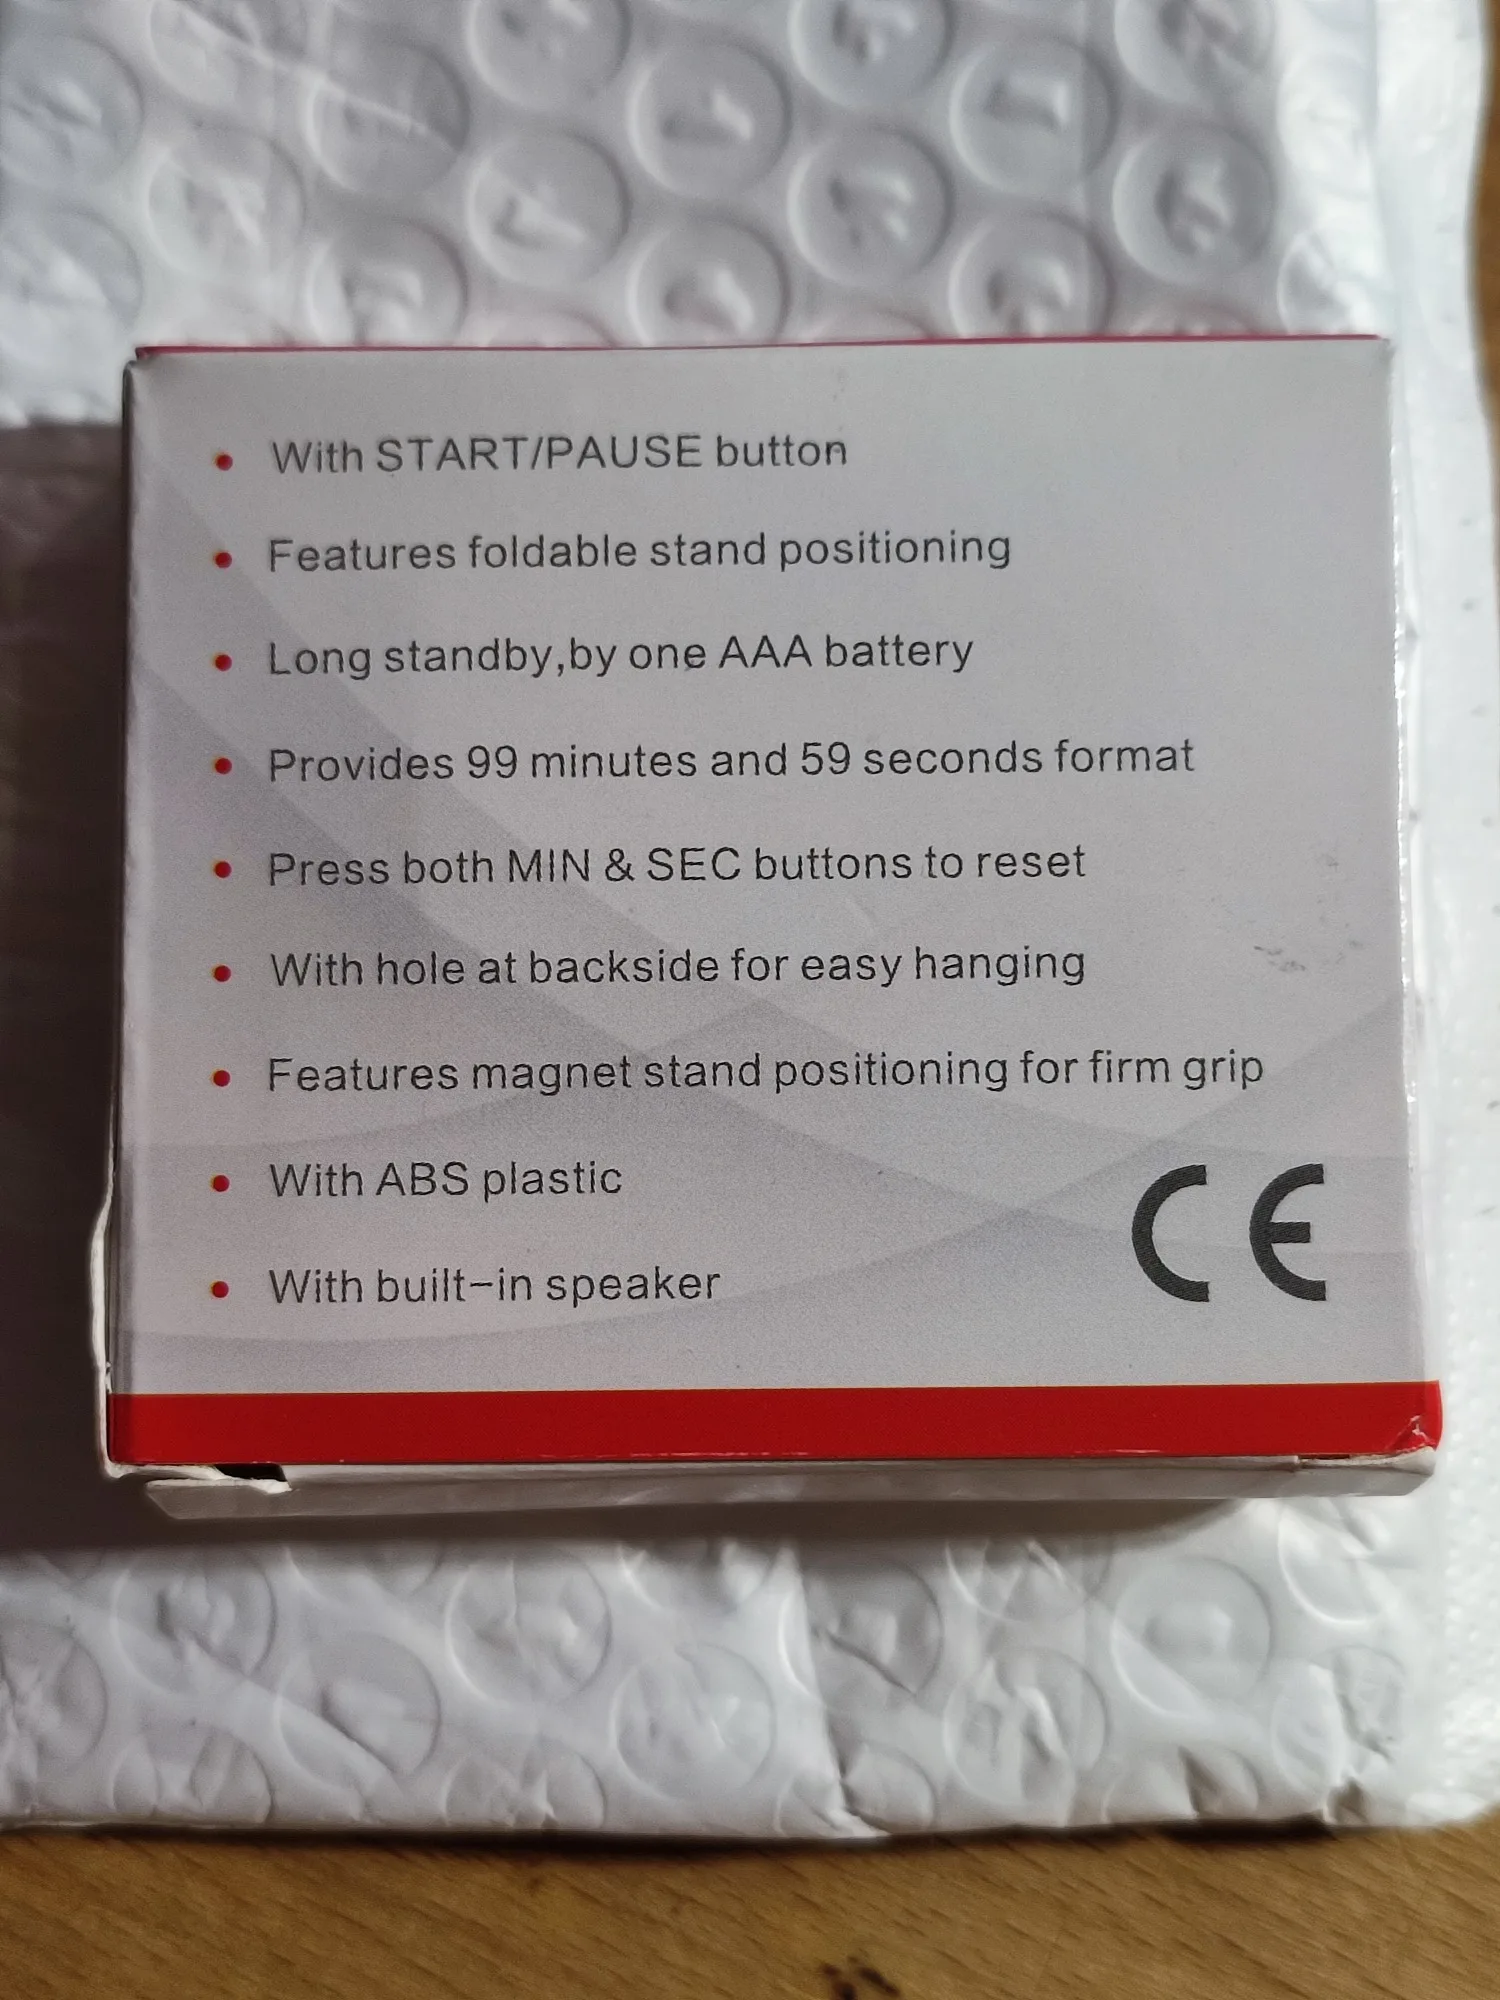 • With START/PAUSE button
• Features foldable stand positioning
• Long standby,by one AAA battery
• Provides 99 minutes and 59 seconds format
• Press both MIN & SEC buttons to reset
• With hole at backside for easy hanging
• Features magnet stand positioning for firm grip
• With ABS plastic
• With built-in speaker
CE